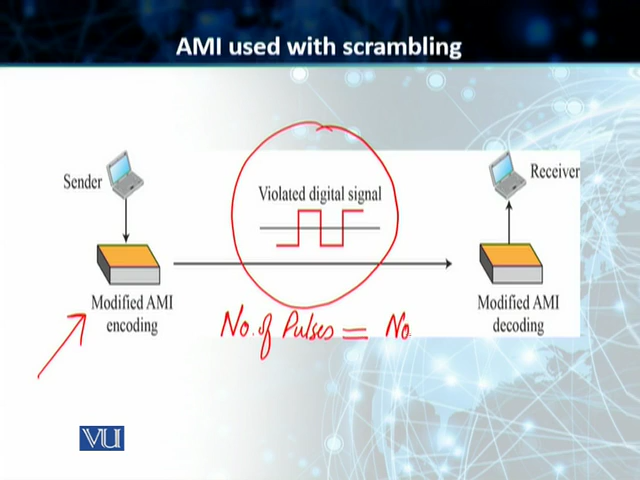 AMI used with scrambling
Sender
Receiver
Violated digital signal
Modified AMI
encoding
Modified AMI
decoding
No. of Pulses = No.
VU